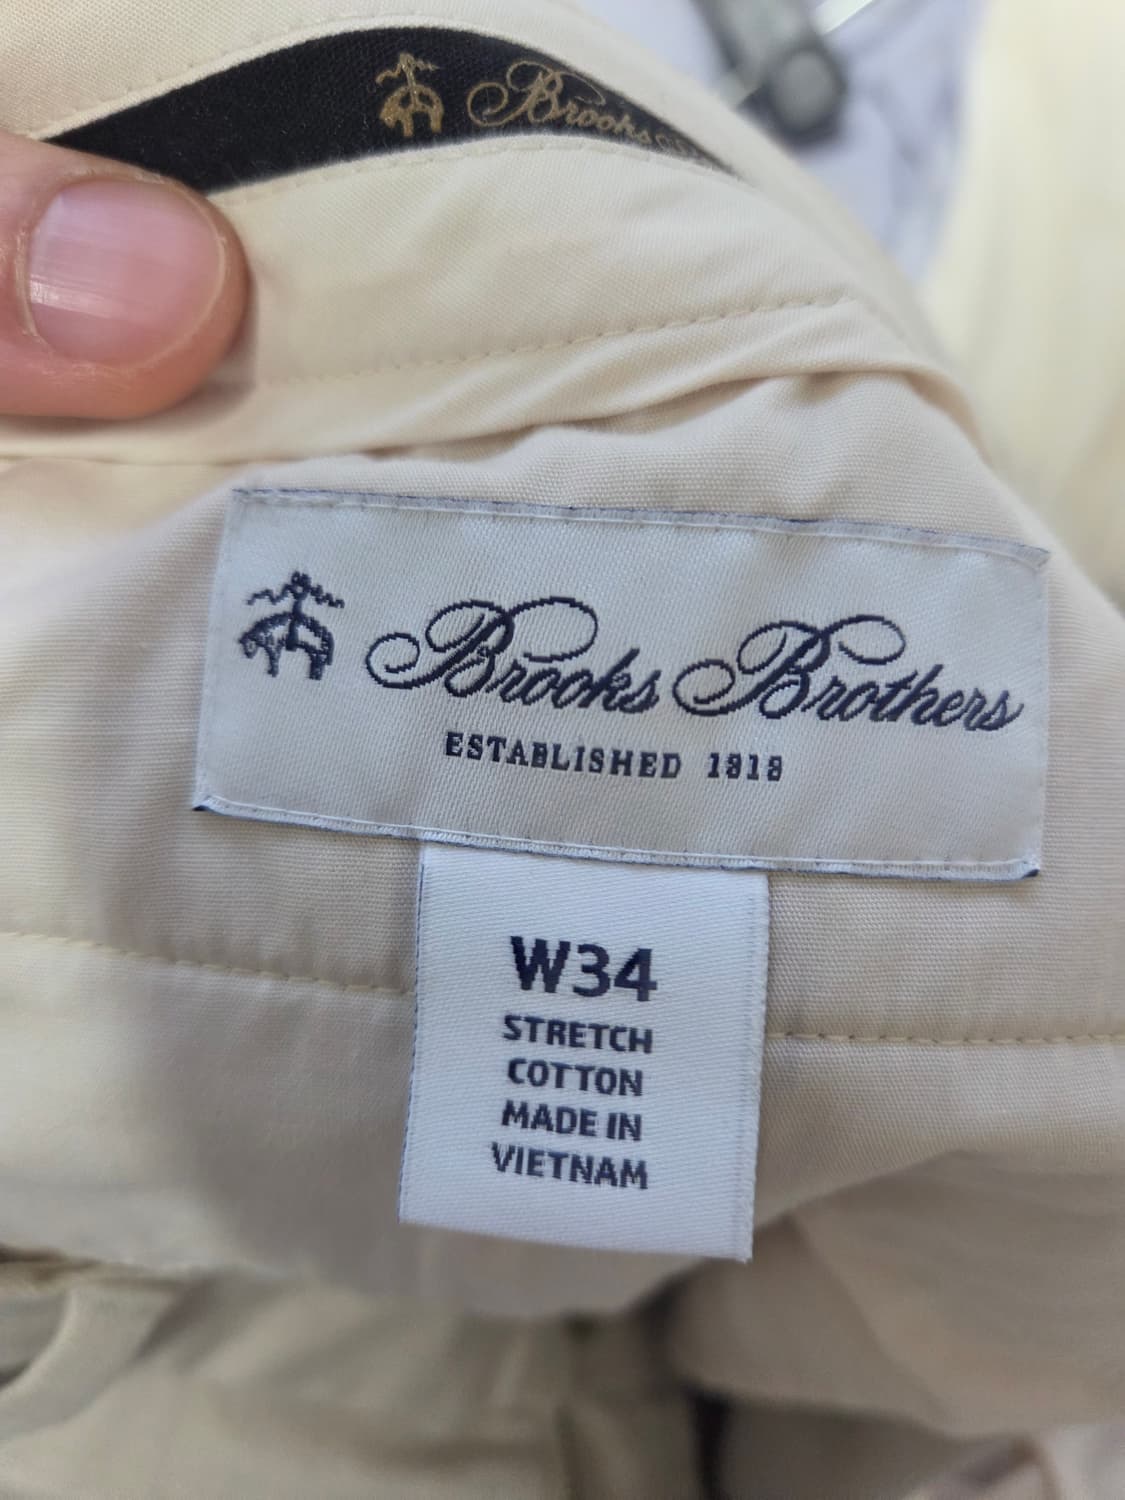 Brooks
Brooks Brothers
ESTABLISHED 1818
W34
STRETCH
COTTON
MADE IN
VIETNAM